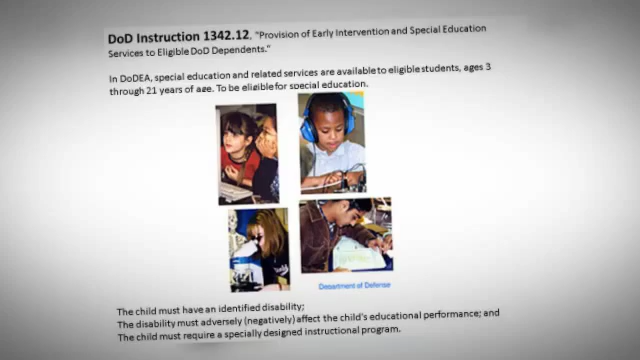 DoD Instruction 1342.12, "Provision of Early Intervention and Special Education
Services to Eligible DoD Dependents."
In DoDEA, special education and related services are available to eligible students, ages 3
through 21 years of age. To be eligible for special education.
Department of Defense
The child must have an identified disability;
The disability must adversely (negatively) affect the child's educational performance; and
The child must require a specially designed instructional program.